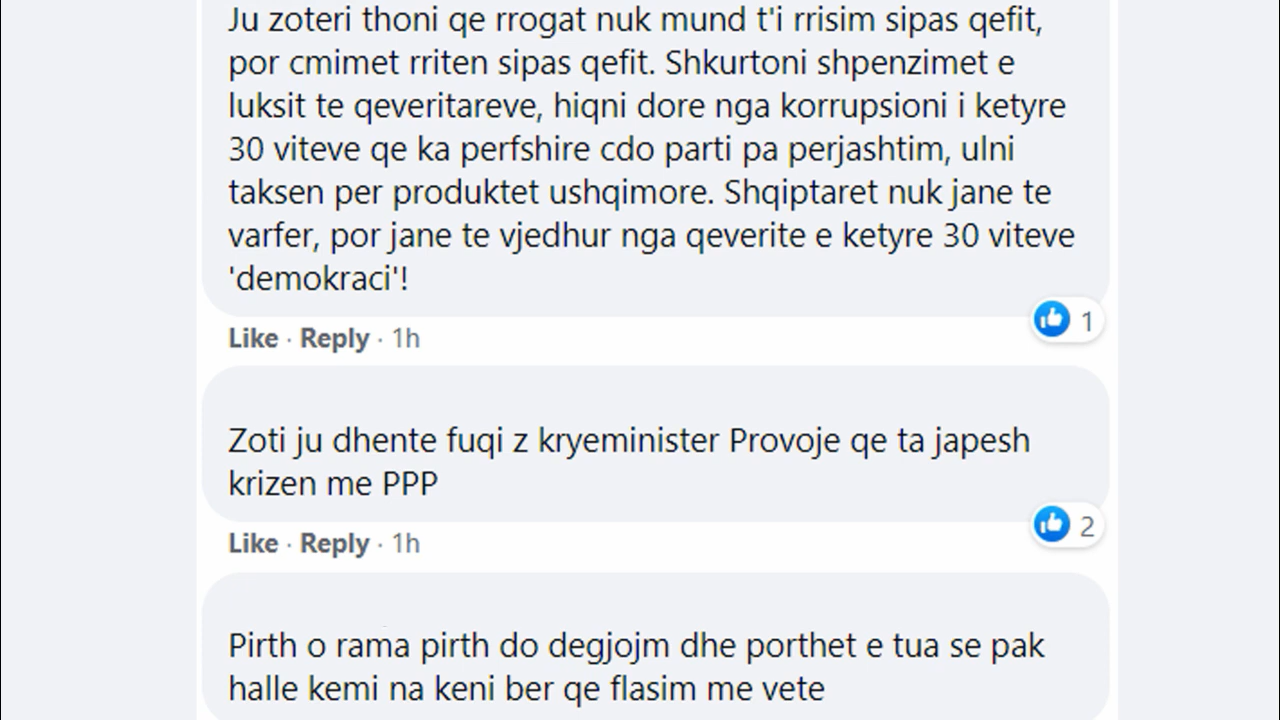 Ju zoteri thoni qe rrogat nuk mund t'i rrisim sipas qefit,
por cmimet rriten sipas qefit. Shkurtoni shpenzimet e
luksit te qeveritareve, hiqni dore nga korrupsioni i ketyre
30 viteve qe ka perfshire cdo parti pa perjashtim, ulni
taksen per produktet ushqimore. Shqiptaret nuk jane te
varfer, por jane te vjedhur nga qeverite e ketyre 30 viteve
'demokraci'!
Like · Reply · 1h 1
Zoti ju dhente fuqi z kryeminister Provoje qe ta japesh
krizen me PPP
Like · Reply · 1h 2
Pirth o rama pirth do degjojm dhe porthet e tua se pak
halle kemi na keni ber qe flasim me vete